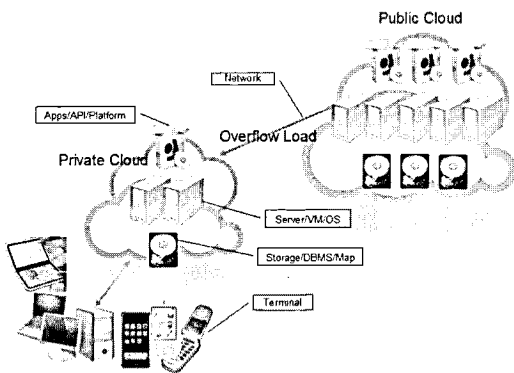 Public Cloud
Network
Apps/API/Platform
Overflow Load
Private Cloud
Server/VM/OS
Storage/DBMS/Map
Terminal